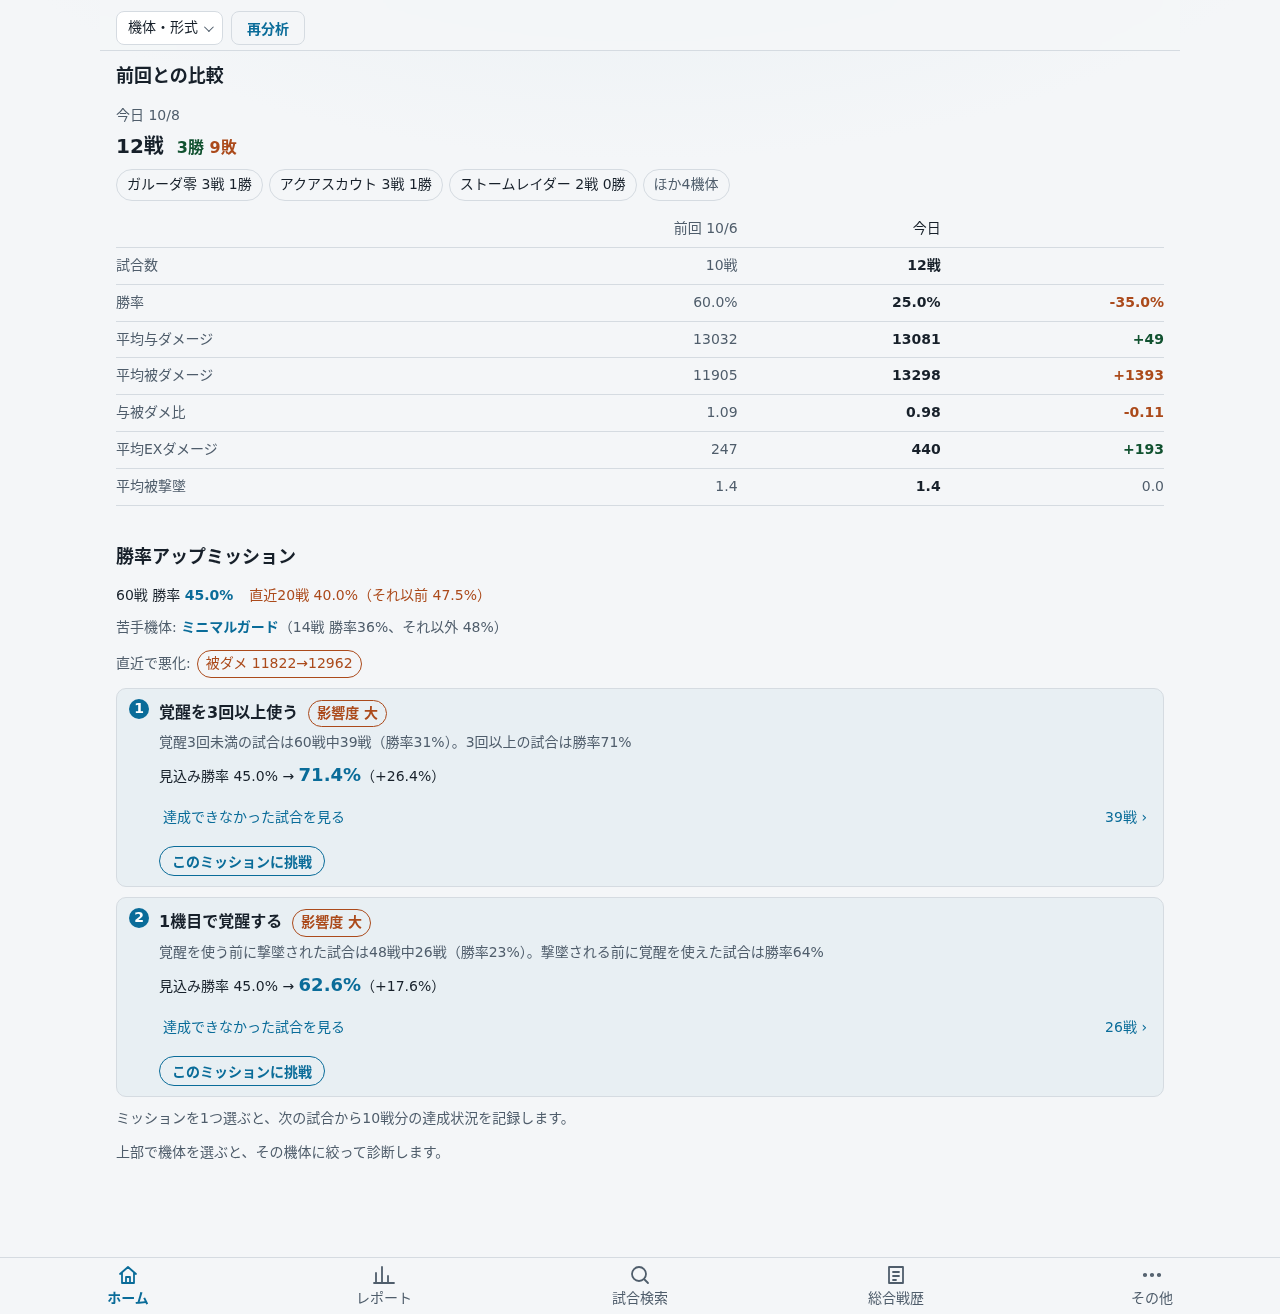 機体・形式 再分析
前回との比較
今日 10/8
12戦 3勝 9敗
ガルーダ零 3戦 1勝 アクアスカウト 3戦 1勝 ストームレイダー 2戦 0勝 ほか4機体
前回 10/6 今日
試合数 10戦 12戦
勝率 60.0% 25.0% -35.0%
平均与ダメージ 13032 13081 +49
平均被ダメージ 11905 13298 +1393
与被ダメ比 1.09 0.98 -0.11
平均EXダメージ 247 440 +193
平均被撃墜 1.4 1.4 0.0
勝率アップミッション
60戦 勝率 45.0% 直近20戦 40.0%（それ以前 47.5%）
苦手機体: ミニマルガード（14戦 勝率36%、それ以外 48%）
直近で悪化: 被ダメ 11822→12962
1 覚醒を3回以上使う 影響度 大
覚醒3回未満の試合は60戦中39戦（勝率31%）。3回以上の試合は勝率71%
見込み勝率 45.0% → 71.4%（+26.4%）
達成できなかった試合を見る 39戦 ›
このミッションに挑戦
2 1機目で覚醒する 影響度 大
覚醒を使う前に撃墜された試合は48戦中26戦（勝率23%）。撃墜される前に覚醒を使えた試合は勝率64%
見込み勝率 45.0% → 62.6%（+17.6%）
達成できなかった試合を見る 26戦 ›
このミッションに挑戦
ミッションを1つ選ぶと、次の試合から10戦分の達成状況を記録します。
上部で機体を選ぶと、その機体に絞って診断します。
ホーム レポート 試合検索 総合戦歴 その他